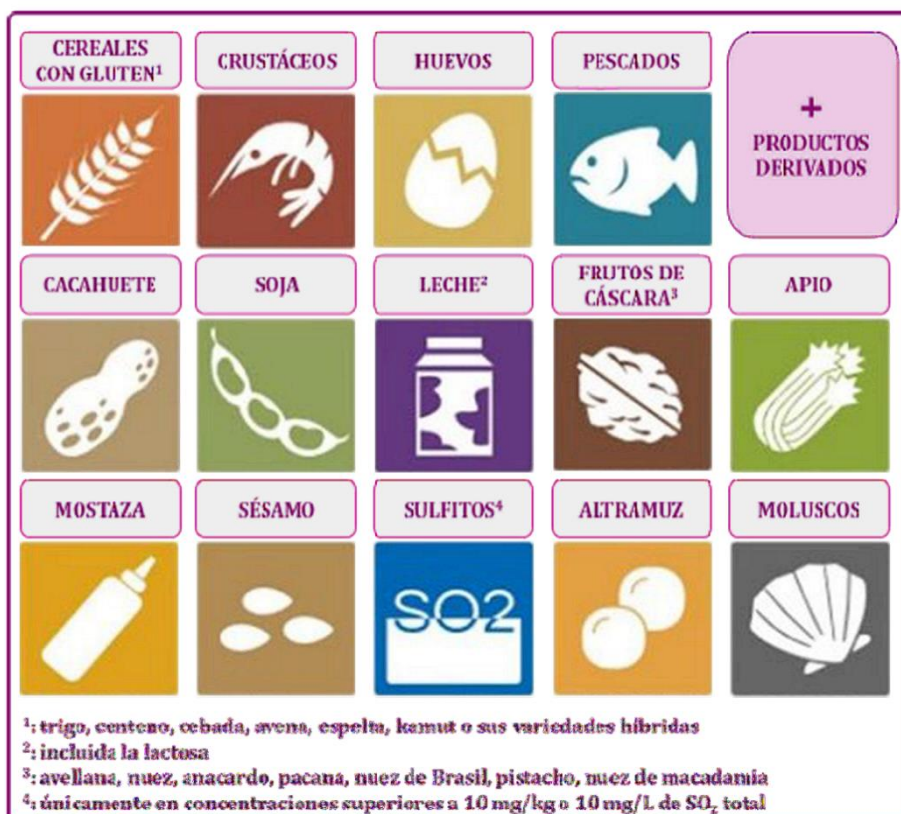 CEREALES
CON GLUTEN¹
CRUSTÁCEOS
HUEVOS
PESCADOS
+
PRODUCTOS
DERIVADOS
CACAHUETE
SOJA
LECHE²
FRUTOS DE
CÁSCARA³
APIO
MOSTAZA
SÉSAMO
SULFITOS⁴
ALTRAMUZ
MOLUSCOS
SO2
¹: trigo, centeno, cebada, avena, espelta, kamut o sus variedades híbridas
²: incluida la lactosa
³: avellana, nuez, anacardo, pacana, nuez de Brasil, pistacho, nuez de macadamia
⁴: únicamente en concentraciones superiores a 10 mg/kg o 10 mg/L de SO₂ total